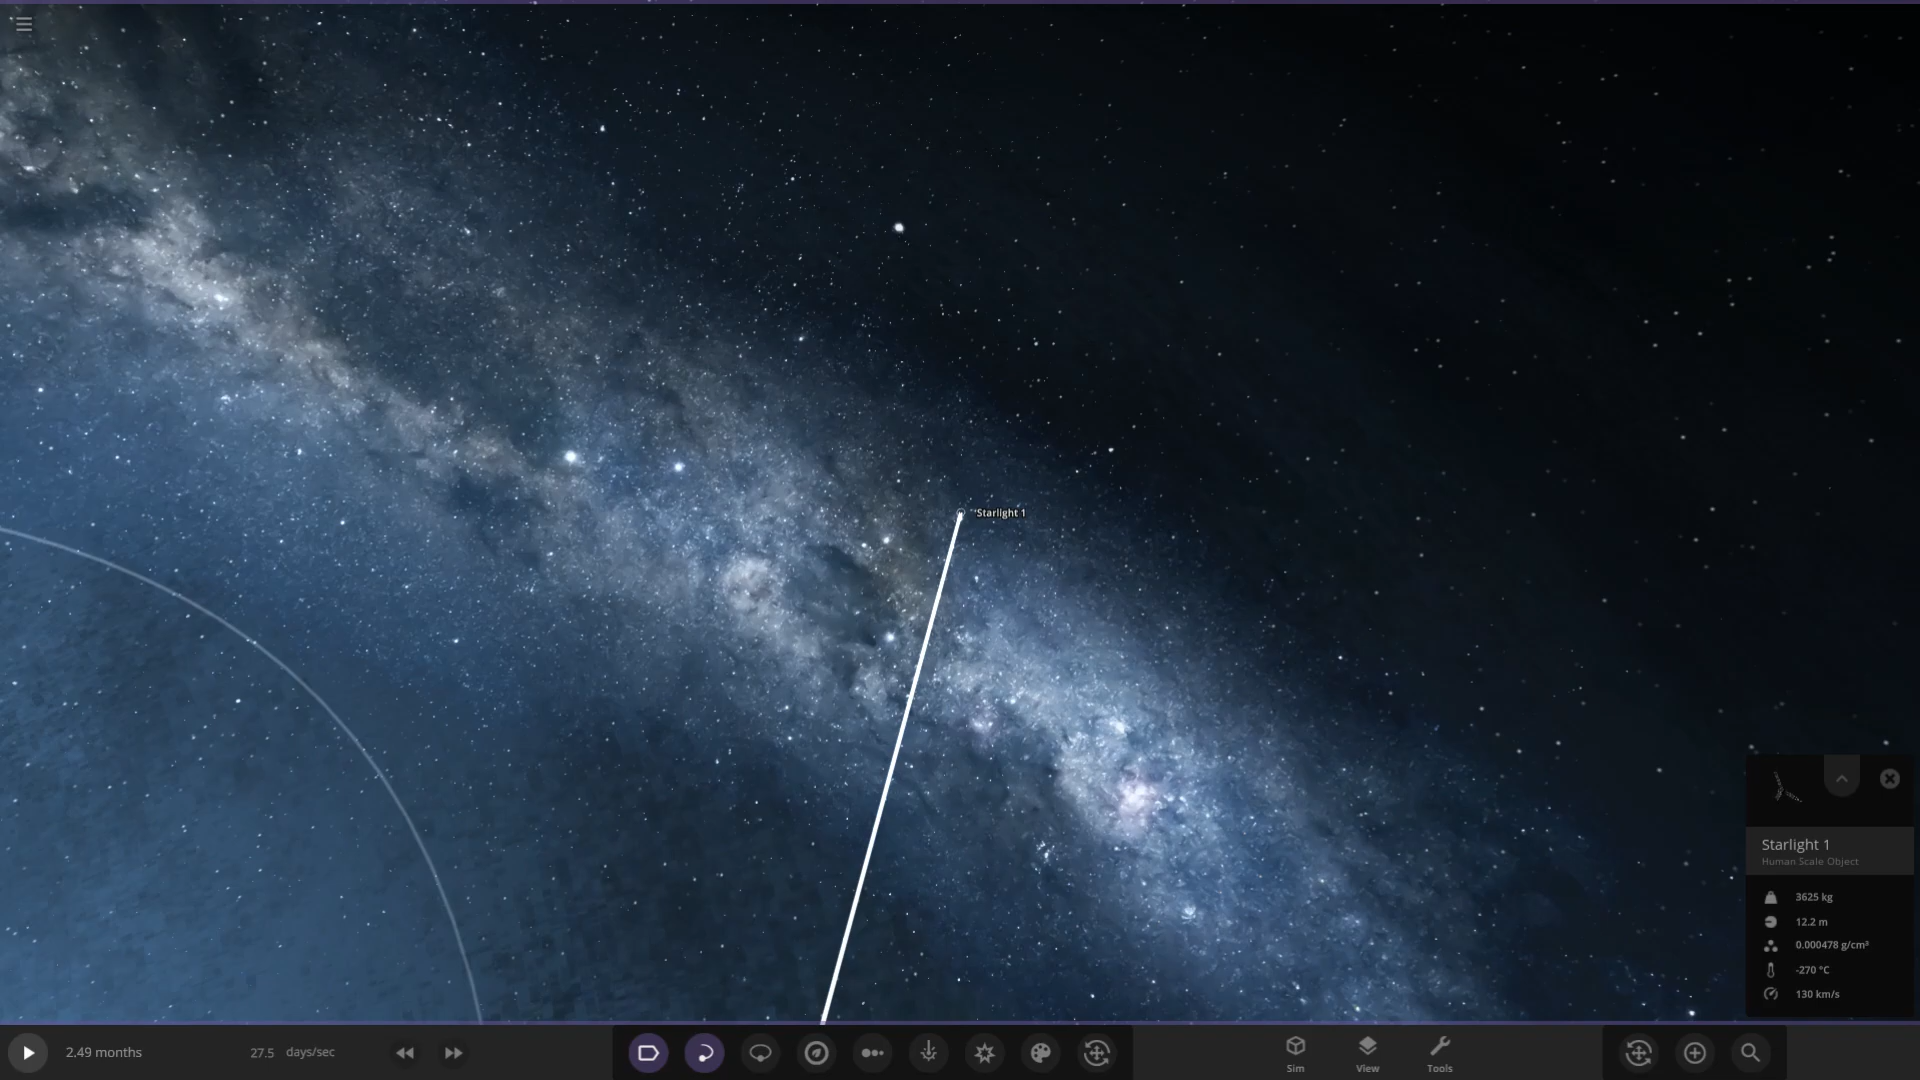 Starlight 1
Starlight 1
Human Scale Object
3625 kg
12.2 m
0.000478 g/cm³
-270 °C
130 km/s
2.49 months
27.5 days/sec
Sim
View
Tools